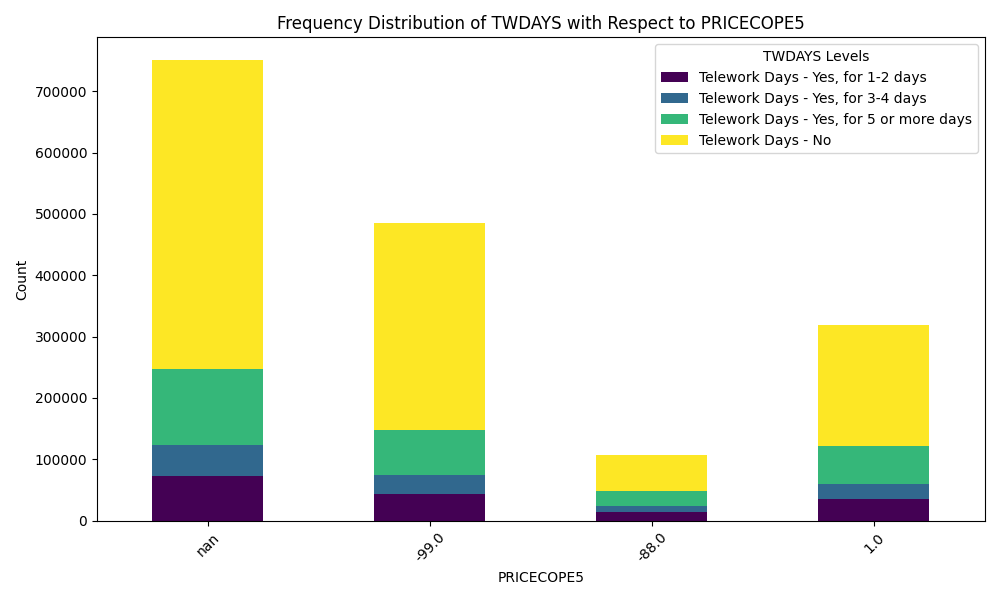 Frequency Distribution of TWDAYS with Respect to PRICECOPE5
TWDAYS Levels
Telework Days - Yes, for 1-2 days
Telework Days - Yes, for 3-4 days
Telework Days - Yes, for 5 or more days
Telework Days - No
Count
700000
600000
500000
400000
300000
200000
100000
0
nan
-99.0
-88.0
1.0
PRICECOPE5